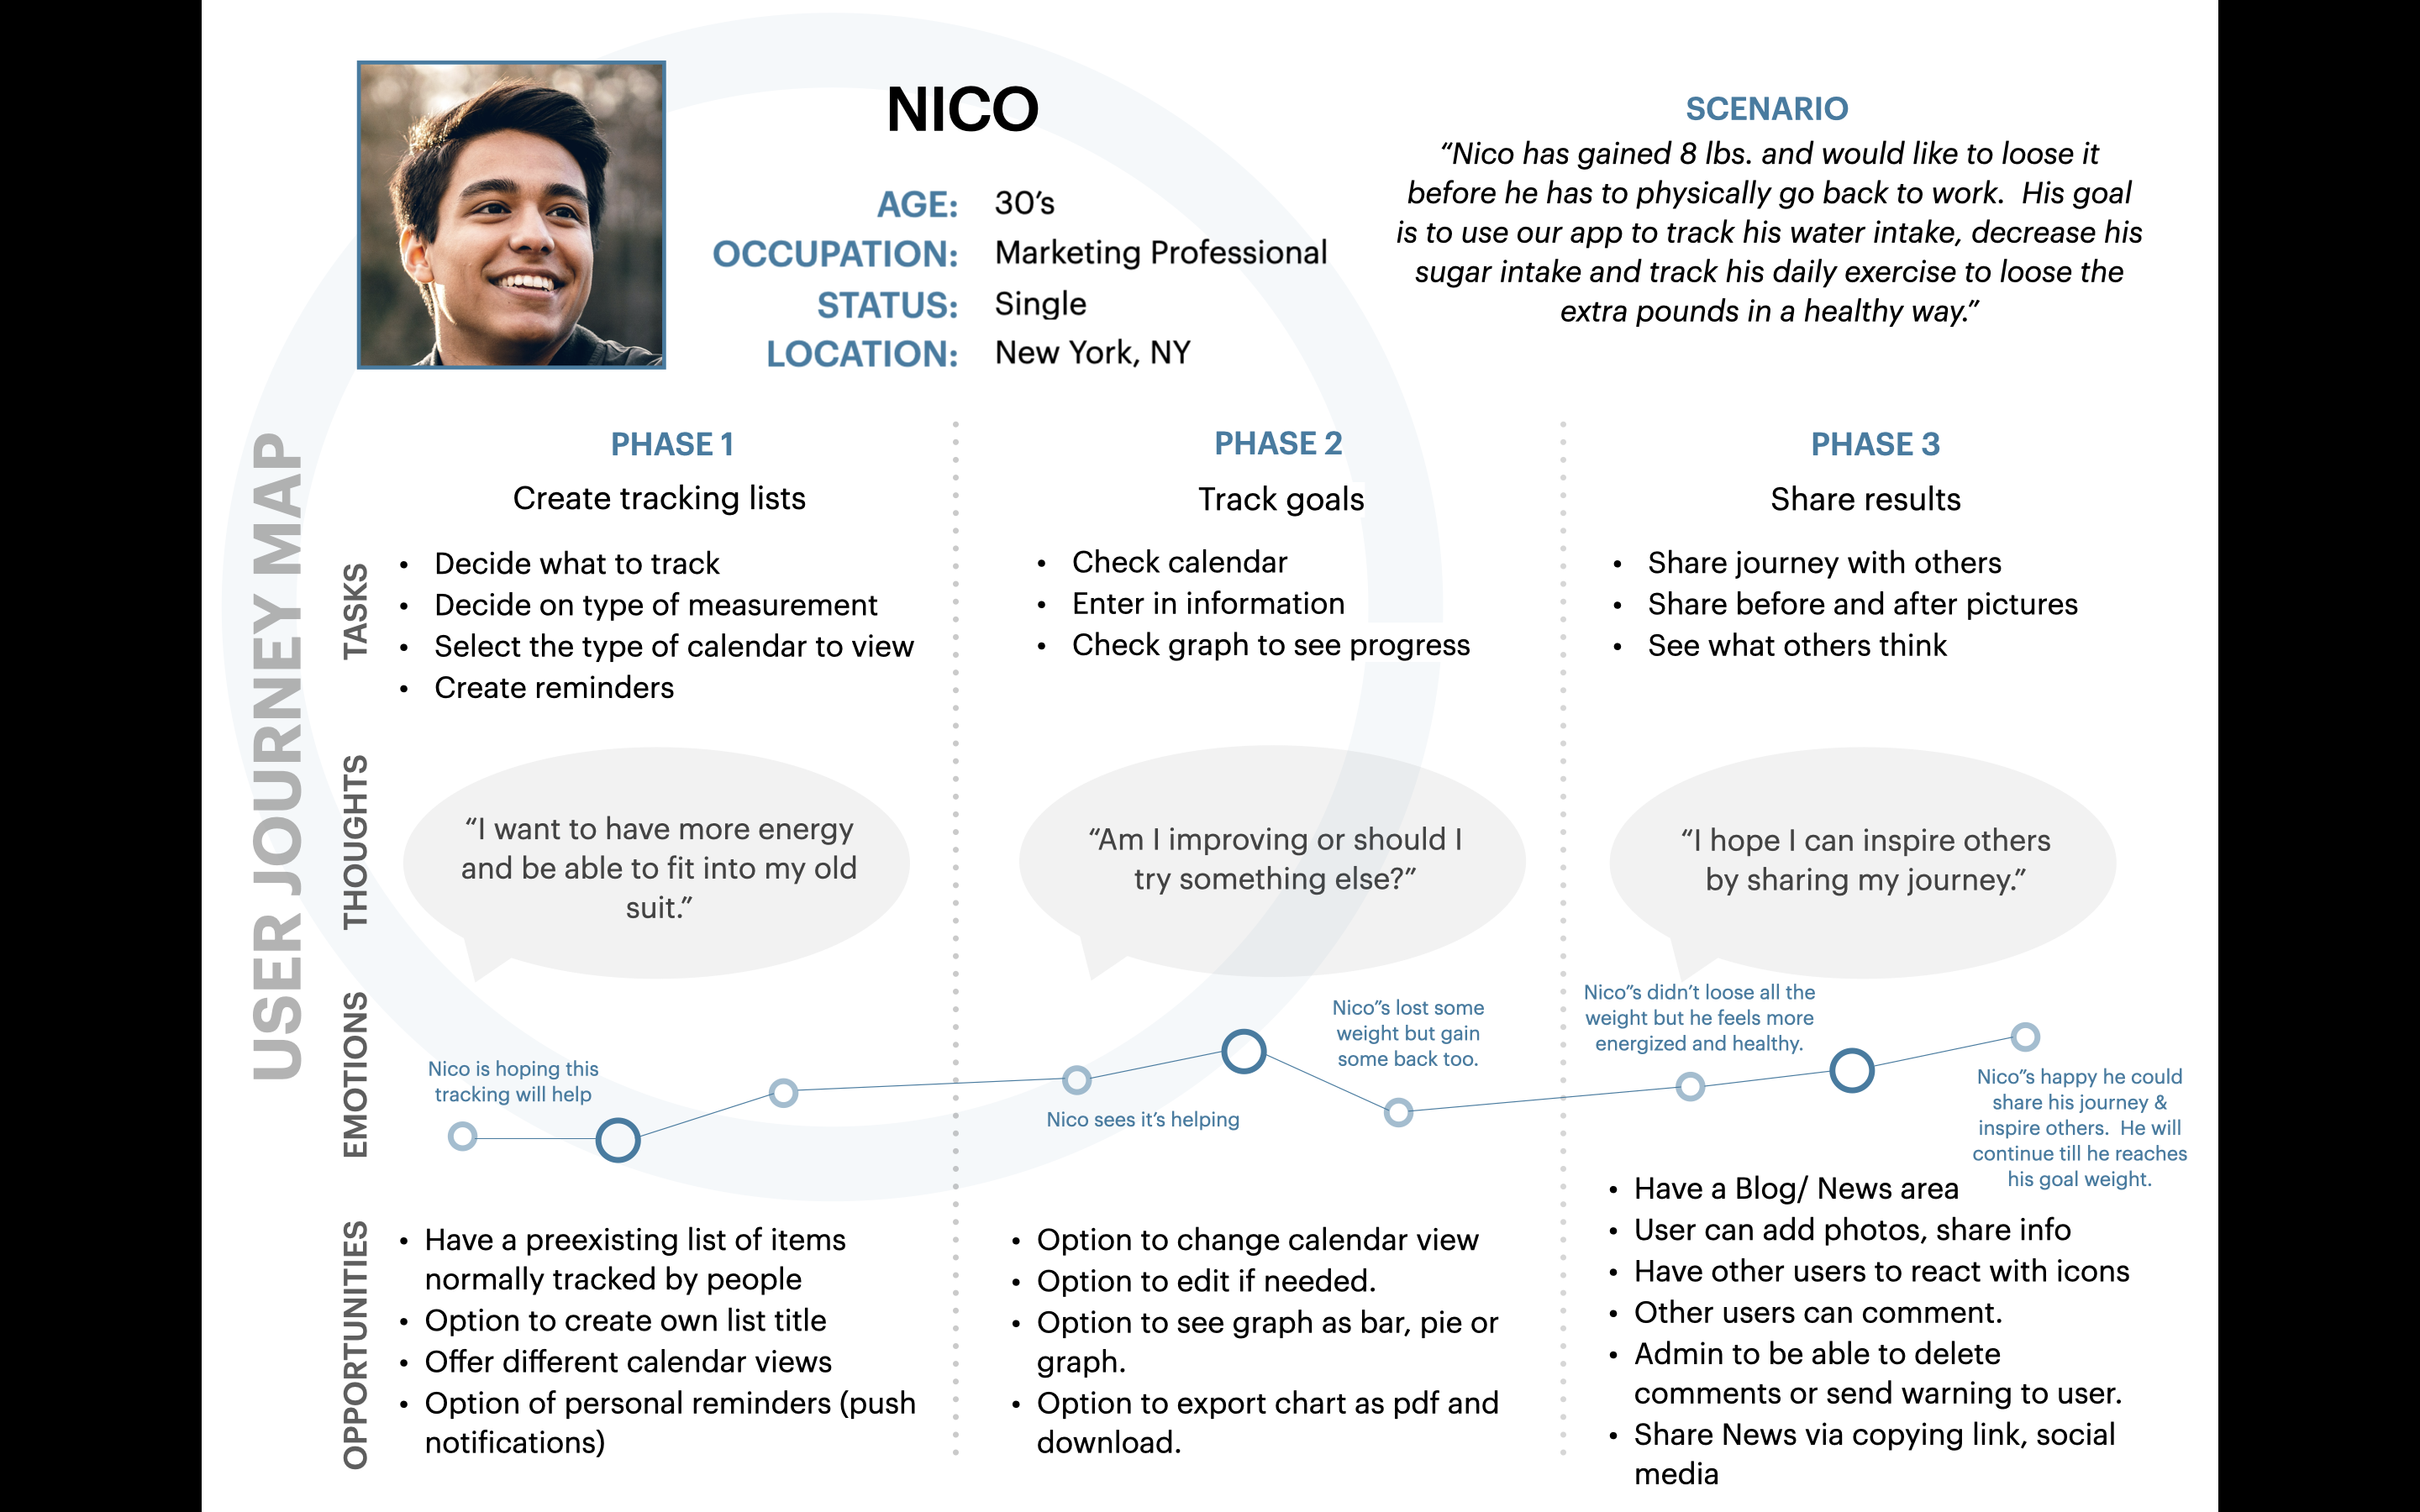 NICO
AGE: 30’s
OCCUPATION: Marketing Professional
STATUS: Single
LOCATION: New York, NY
SCENARIO
“Nico has gained 8 lbs. and would like to loose it
before he has to physically go back to work.  His goal
is to use our app to track his water intake, decrease his
sugar intake and track his daily exercise to loose the
extra pounds in a healthy way.”
USER JOURNEY MAP
PHASE 1
Create tracking lists
PHASE 2
Track goals
PHASE 3
Share results
TASKS
• Decide what to track
• Decide on type of measurement
• Select the type of calendar to view
• Create reminders
• Check calendar
• Enter in information
• Check graph to see progress
• Share journey with others
• Share before and after pictures
• See what others think
THOUGHTS
“I want to have more energy
and be able to fit into my old
suit.”
“Am I improving or should I
try something else?”
“I hope I can inspire others
by sharing my journey.”
EMOTIONS
Nico is hoping this
tracking will help
Nico sees it’s helping
Nico”s lost some
weight but gain
some back too.
Nico”s didn’t loose all the
weight but he feels more
energized and healthy.
Nico”s happy he could
share his journey &
inspire others.  He will
continue till he reaches
his goal weight.
OPPORTUNITIES
• Have a preexisting list of items
normally tracked by people
• Option to create own list title
• Offer different calendar views
• Option of personal reminders (push
notifications)
• Option to change calendar view
• Option to edit if needed.
• Option to see graph as bar, pie or
graph.
• Option to export chart as pdf and
download.
• Have a Blog/ News area
• User can add photos, share info
• Have other users to react with icons
• Other users can comment.
• Admin to be able to delete
comments or send warning to user.
• Share News via copying link, social
media